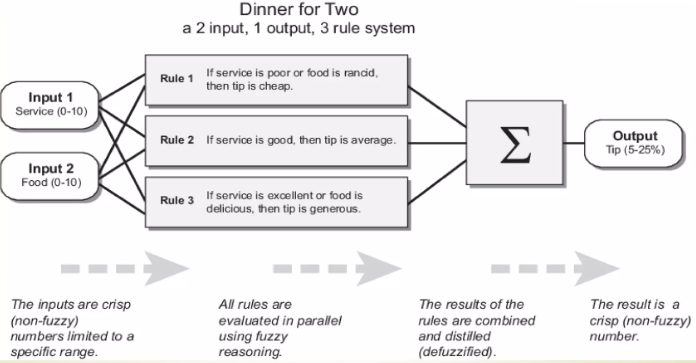 Dinner for Two
a 2 input, 1 output, 3 rule system
Input 1
Service (0-10)
Input 2
Food (0-10)
Rule 1 If service is poor or food is rancid,
then tip is cheap.
Rule 2 If service is good, then tip is average.
Rule 3 If service is excellent or food is
delicious, then tip is generous.
Σ
Output
Tip (5-25%)
The inputs are crisp
(non-fuzzy)
numbers limited to a
specific range.
All rules are
evaluated in parallel
using fuzzy
reasoning.
The results of the
rules are combined
and distilled
(defuzzified).
The result is a
crisp (non-fuzzy)
number.